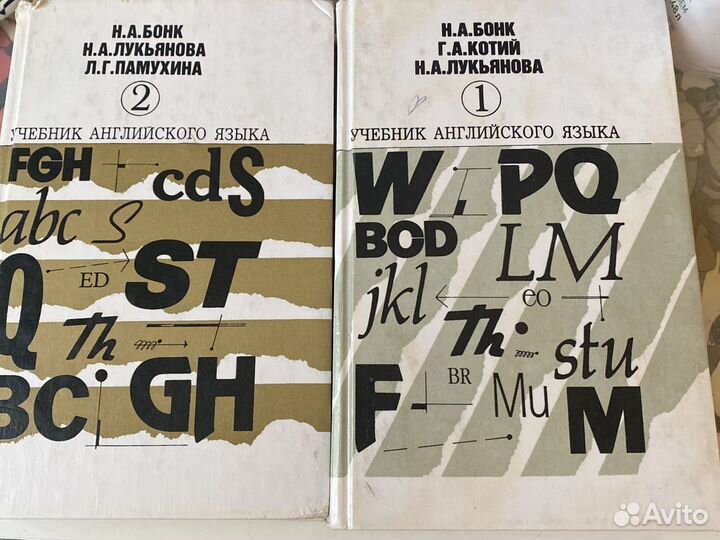 Н.А.БОНК
Н.А.ЛУКЬЯНОВА
Л.Г.ПАМУХИНА
2
УЧЕБНИК АНГЛИЙСКОГО ЯЗЫКА
FGH
cdS
abc S
ED
ST
Q
Th
BC
GH
Н.А.БОНК
Г.А.КОТИЙ
Н.А.ЛУКЬЯНОВА
1
УЧЕБНИК АНГЛИЙСКОГО ЯЗЫКА
W PQ
BCD
LM
jkl
eo
Th
stu
BR
F
Mu
M
Avito